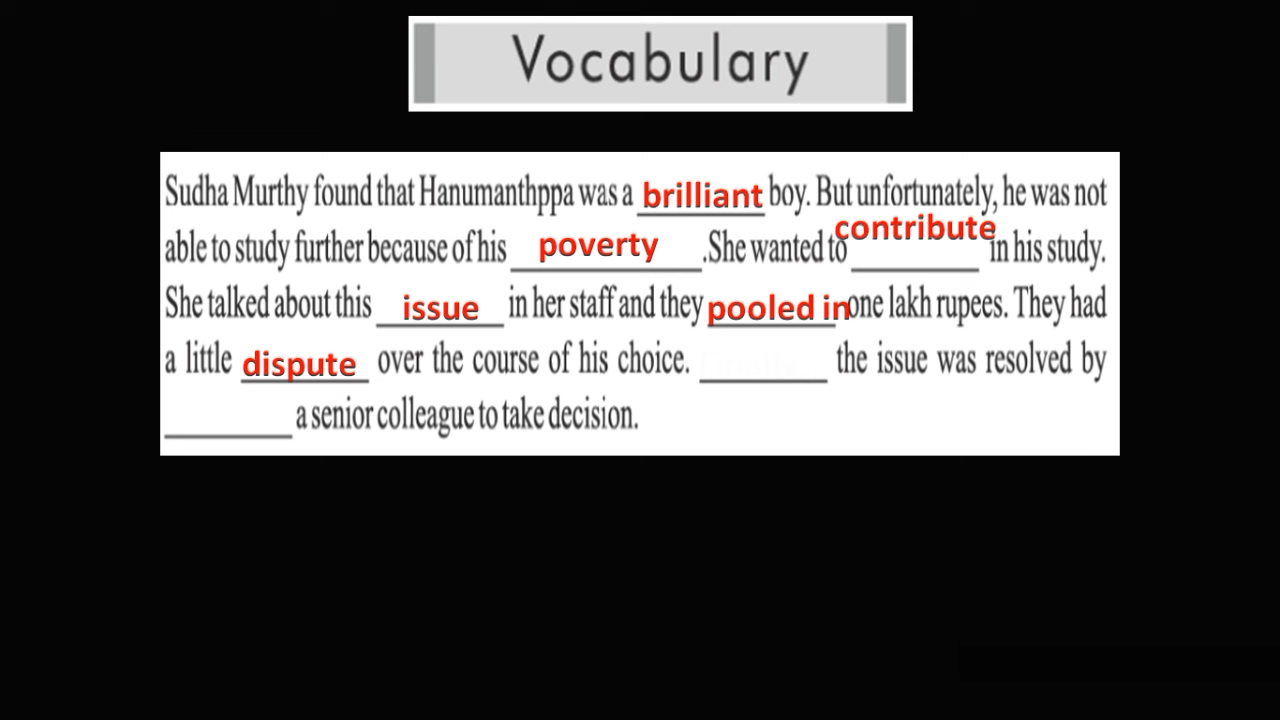 Vocabulary
Sudha Murthy found that Hanumanthppa was a brilliant boy. But unfortunately, he was not
able to study further because of his poverty .She wanted to contribute in his study.
She talked about this issue in her staff and they pooled in one lakh rupees. They had
a little dispute over the course of his choice. ________ the issue was resolved by
________ a senior colleague to take decision.